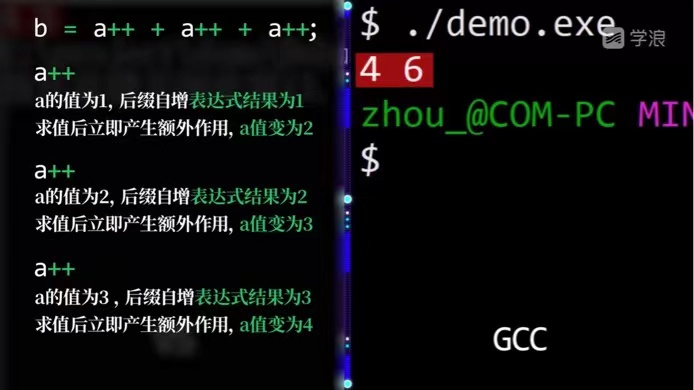 b = a++ + a++ + a++;
a++
a的值为1, 后缀自增表达式结果为1
求值后立即产生额外作用, a值变为2
a++
a的值为2, 后缀自增表达式结果为2
求值后立即产生额外作用, a值变为3
a++
a的值为3 , 后缀自增表达式结果为3
求值后立即产生额外作用, a值变为4
$ ./demo.exe
学浪
4 6
zhou_@COM-PC MIN
$
GCC